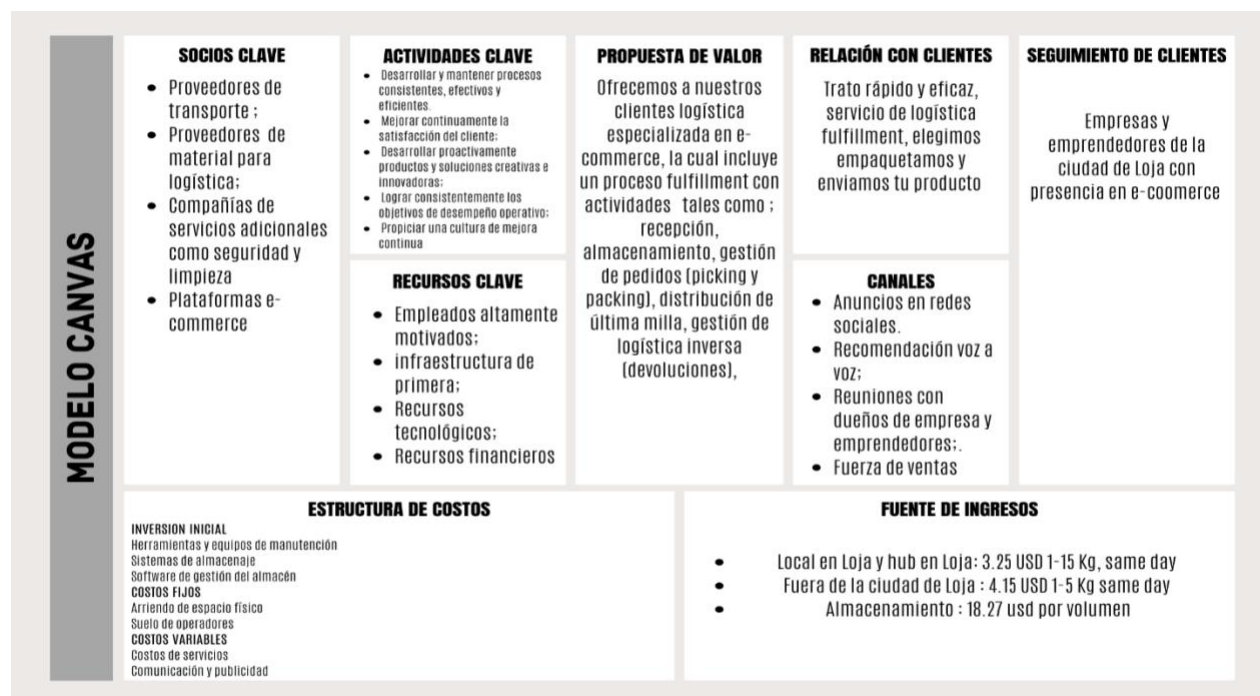 MODELO CANVAS
SOCIOS CLAVE
• Proveedores de
transporte ;
• Proveedores de
material para
logística;
• Compañías de
servicios adicionales
como seguridad y
limpieza
• Plataformas e-
commerce
ACTIVIDADES CLAVE
• Desarrollar y mantener procesos
consistentes, efectivos y
eficientes.
• Mejorar continuamente la
satisfacción del cliente;
• Desarrollar proactivamente
productos y soluciones creativas e
innovadoras;
• Lograr consistentemente los
objetivos de desempeño operativo;
• Propiciar una cultura de mejora
continua
RECURSOS CLAVE
• Empleados altamente
motivados;
• infraestructura de
primera;
• Recursos
tecnológicos;
• Recursos financieros
PROPUESTA DE VALOR
Ofrecemos a nuestros
clientes logística
especializada en e-
commerce, la cual incluye
un proceso fulfillment con
actividades tales como ;
recepción,
almacenamiento, gestión
de pedidos (picking y
packing), distribución de
última milla, gestión de
logística inversa
(devoluciones),
RELACIÓN CON CLIENTES
Trato rápido y eficaz,
servicio de logística
fulfillment, elegimos
empaquetamos y
enviamos tu producto
CANALES
• Anuncios en redes
sociales.
• Recomendación voz a
voz;
• Reuniones con
dueños de empresa y
emprendedores;.
• Fuerza de ventas
SEGUIMIENTO DE CLIENTES
Empresas y
emprendedores de la
ciudad de Loja con
presencia en e-coomerce
ESTRUCTURA DE COSTOS
INVERSION INICIAL
Herramientas y equipos de manutención
Sistemas de almacenaje
Software de gestión del almacén
COSTOS FIJOS
Arriendo de espacio físico
Suelo de operadores
COSTOS VARIABLES
Costos de servicios
Comunicación y publicidad
FUENTE DE INGRESOS
• Local en Loja y hub en Loja: 3.25 USD 1-15 Kg, same day
• Fuera de la ciudad de Loja : 4.15 USD 1-5 Kg same day
• Almacenamiento : 18.27 usd por volumen